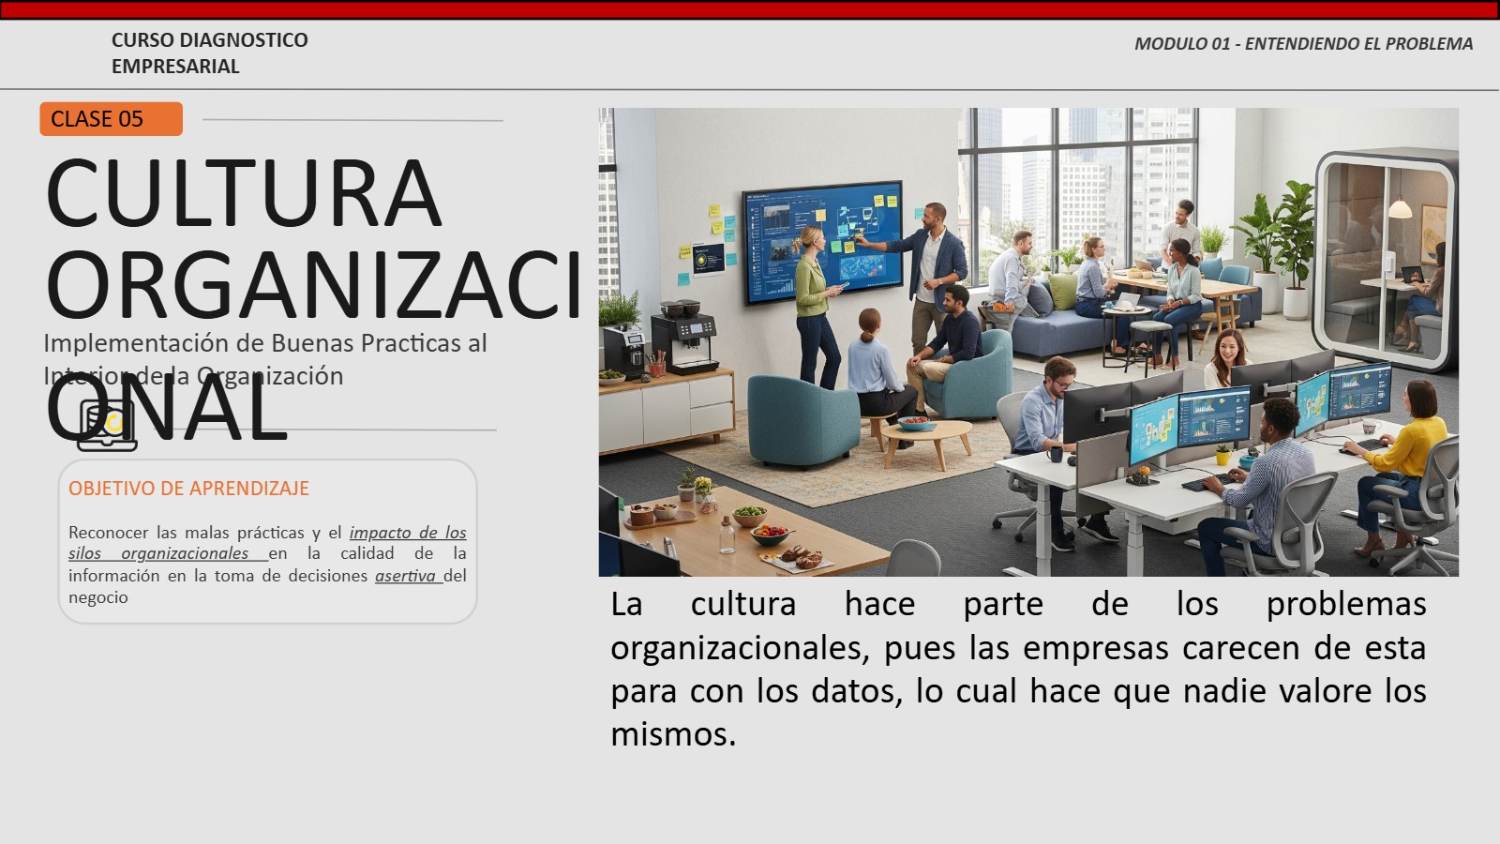 CURSO DIAGNOSTICO
EMPRESARIAL
MODULO 01 - ENTENDIENDO EL PROBLEMA
CLASE 05
CULTURA
ORGANIZACI
ONAL
Implementación de Buenas Practicas al
Interior de la Organización
OBJETIVO DE APRENDIZAJE
Reconocer las malas prácticas y el impacto de los
silos organizacionales en la calidad de la
información en la toma de decisiones asertiva del
negocio
La cultura hace parte de los problemas
organizacionales, pues las empresas carecen de esta
para con los datos, lo cual hace que nadie valore los
mismos.